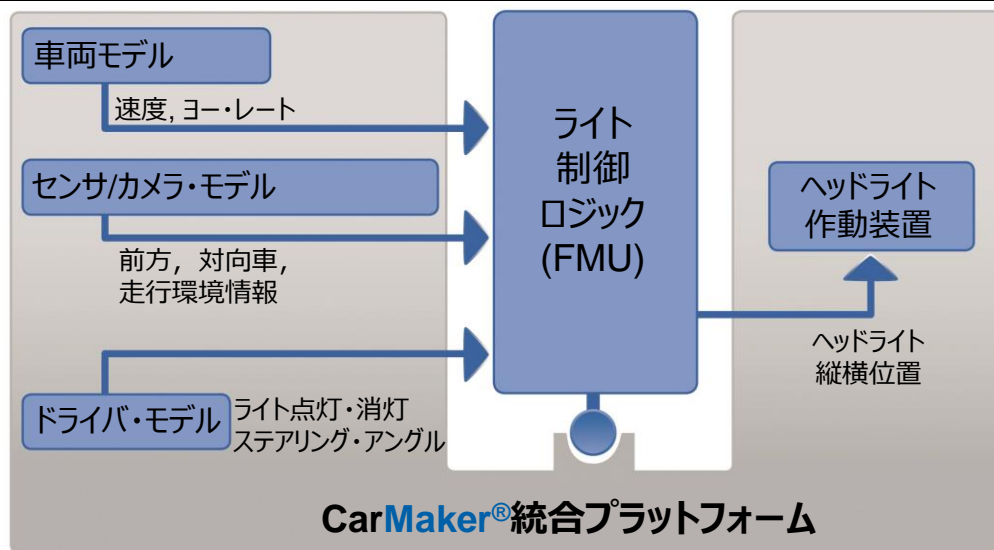 車両モデル
速度, ヨー・レート
センサ/カメラ・モデル
前方, 対向車,
走行環境情報
ドライバ・モデル
ライト点灯・消灯
ステアリング・アングル
ライト
制御
ロジック
(FMU)
ヘッドライト
作動装置
ヘッドライト
縦横位置
CarMaker®統合プラットフォーム